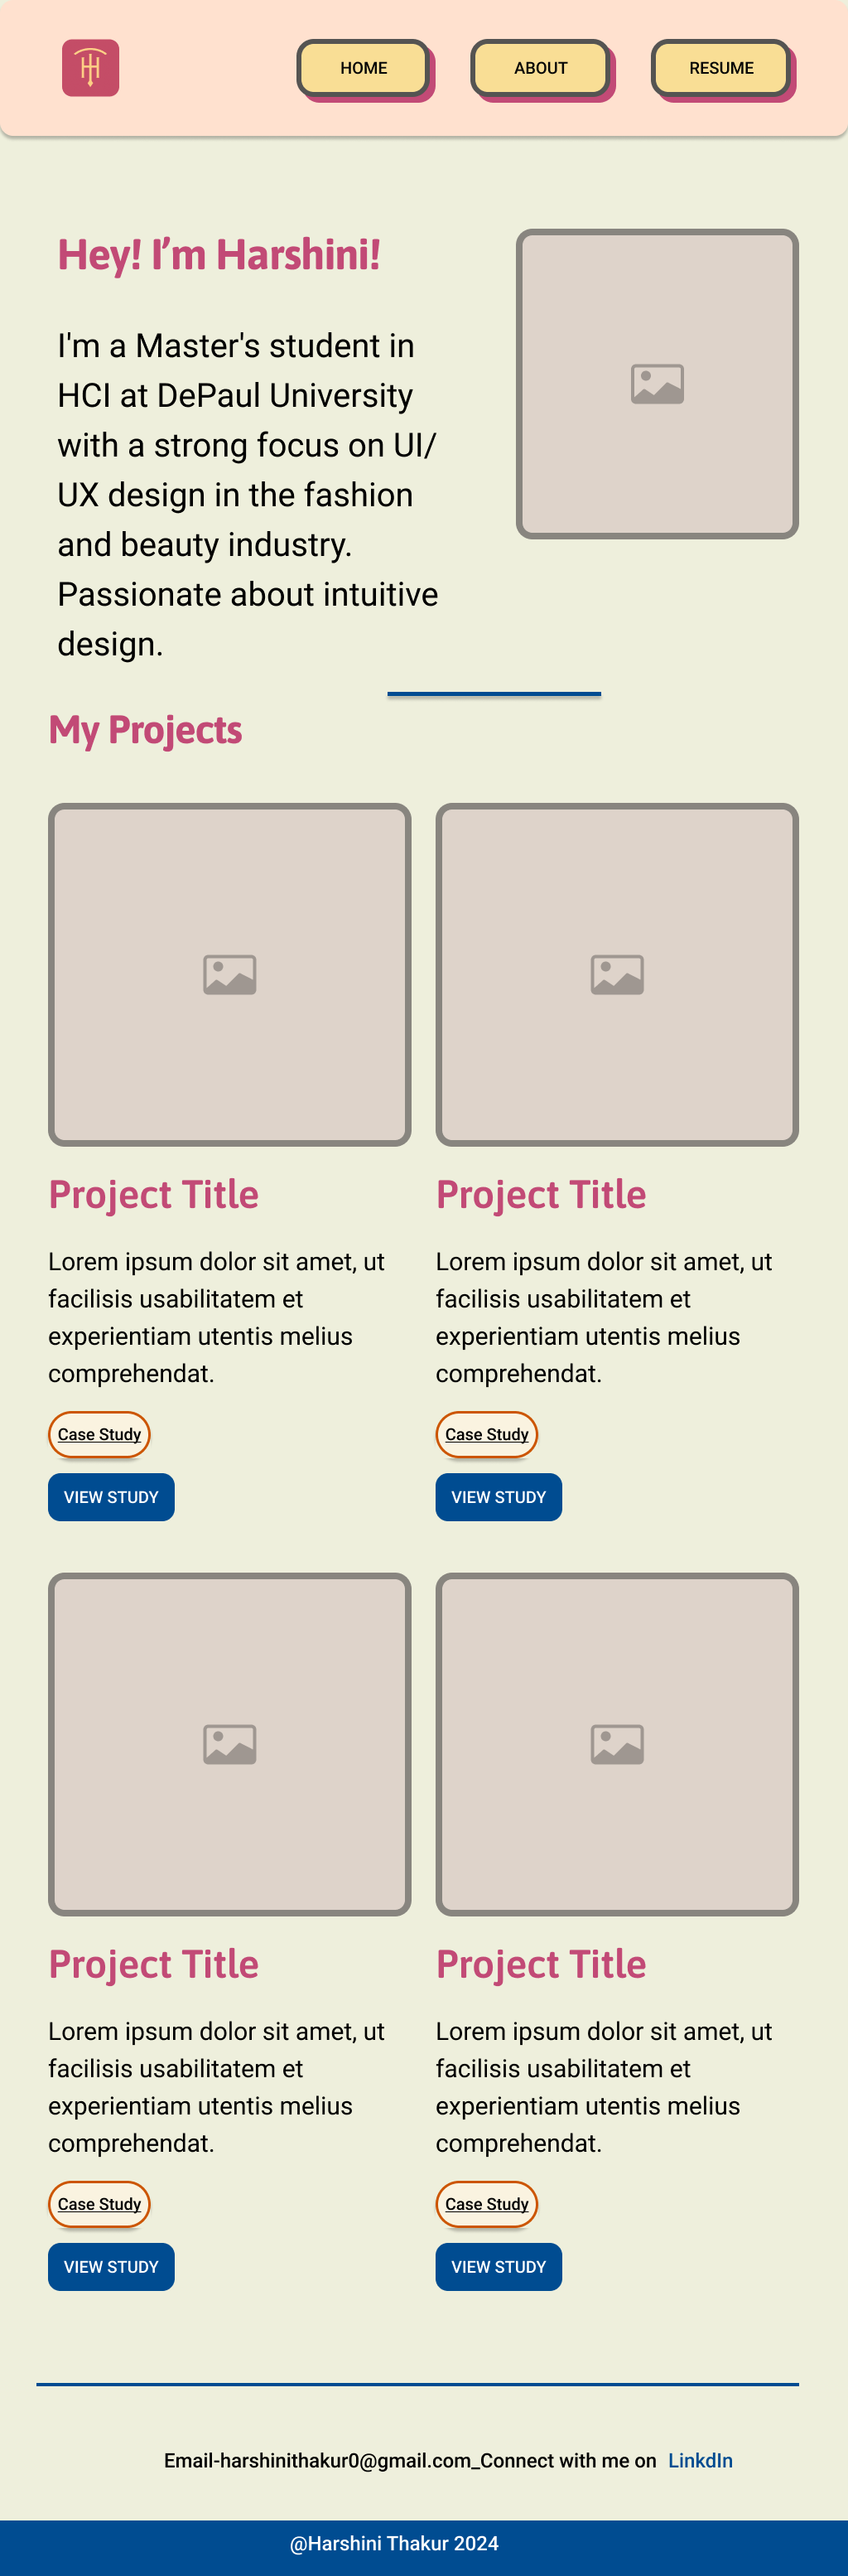 HOME ABOUT RESUME
Hey! I’m Harshini!
I'm a Master's student in
HCI at DePaul University
with a strong focus on UI/
UX design in the fashion
and beauty industry.
Passionate about intuitive
design.
My Projects
Project Title
Lorem ipsum dolor sit amet, ut
facilisis usabilitatem et
experientiam utentis melius
comprehendat.
Case Study
VIEW STUDY
Project Title
Lorem ipsum dolor sit amet, ut
facilisis usabilitatem et
experientiam utentis melius
comprehendat.
Case Study
VIEW STUDY
Project Title
Lorem ipsum dolor sit amet, ut
facilisis usabilitatem et
experientiam utentis melius
comprehendat.
Case Study
VIEW STUDY
Project Title
Lorem ipsum dolor sit amet, ut
facilisis usabilitatem et
experientiam utentis melius
comprehendat.
Case Study
VIEW STUDY
Email-harshinithakur0@gmail.com_Connect with me on LinkdIn
@Harshini Thakur 2024